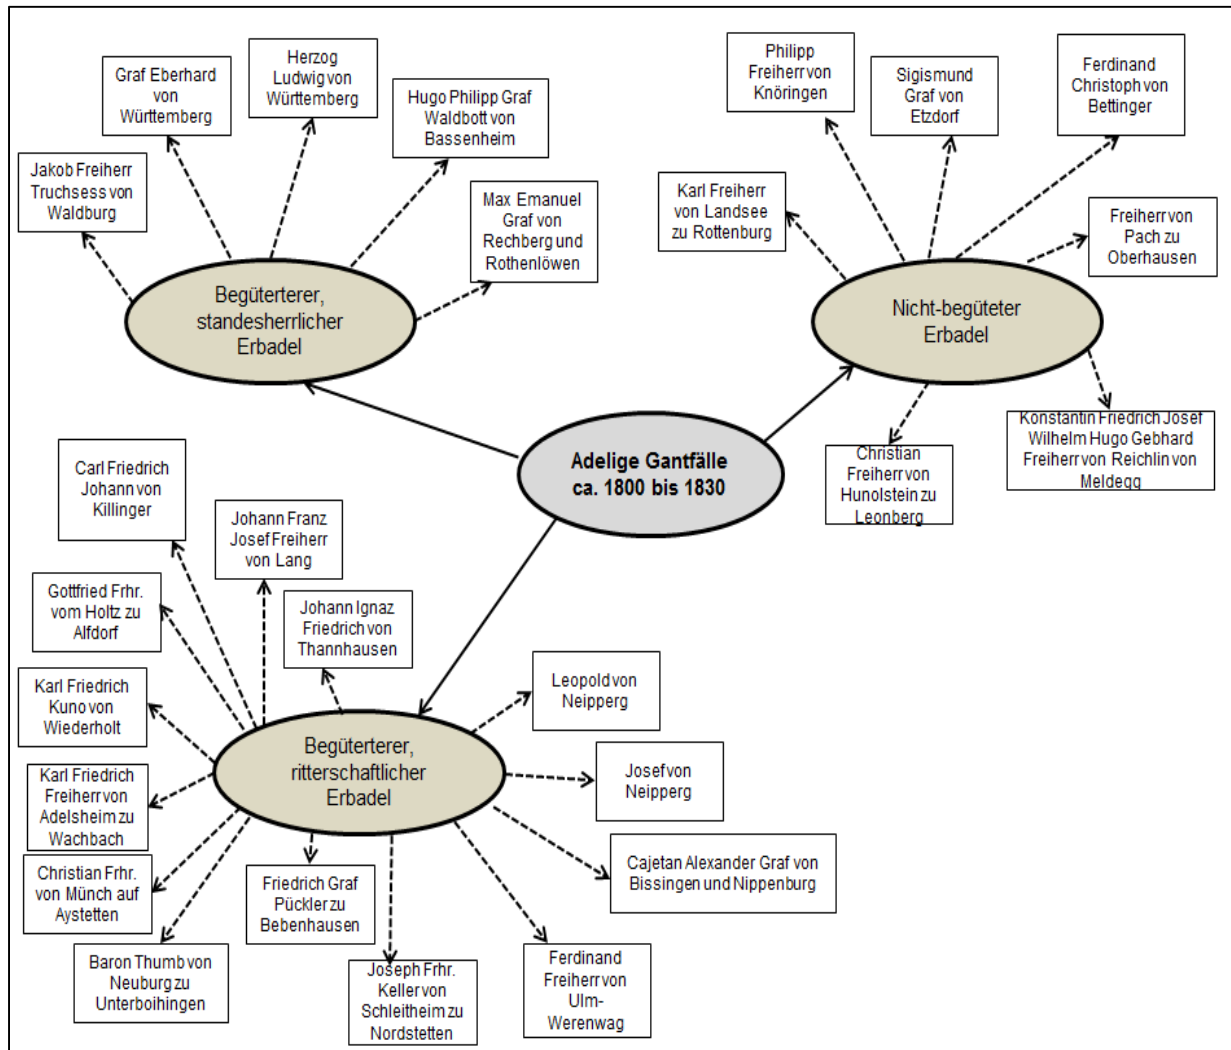 Graf Eberhard
von
Württemberg
Herzog
Ludwig von
Württemberg
Hugo Philipp Graf
Waldbott von
Bassenheim
Jakob Freiherr
Truchsess von
Waldburg
Max Emanuel
Graf von
Rechberg und
Rothenlöwen
Begüterterer,
standesherrlicher
Erbadel
Philipp
Freiherr von
Knöringen
Sigismund
Graf von
Etzdorf
Ferdinand
Christoph von
Bettinger
Karl Freiherr
von Landsee
zu Rottenburg
Freiherr von
Pach zu
Oberhausen
Nicht-begüteter
Erbadel
Christian
Freiherr von
Hunolstein zu
Leonberg
Konstantin Friedrich Josef
Wilhelm Hugo Gebhard
Freiherr von Reichlin von
Meldegg
Adelige Gantfälle
ca. 1800 bis 1830
Carl Friedrich
Johann von
Killinger
Johann Franz
Josef Freiherr
von Lang
Gottfried Frhr.
vom Holtz zu
Alfdorf
Johann Ignaz
Friedrich von
Thannhausen
Karl Friedrich
Kuno von
Wiederholt
Leopold von
Neipperg
Begüterterer,
ritterschaftlicher
Erbadel
Josef von
Neipperg
Karl Friedrich
Freiherr von
Adelsheim zu
Wachbach
Cajetan Alexander Graf von
Bissingen und Nippenburg
Christian Frhr.
von Münch auf
Aystetten
Friedrich Graf
Pückler zu
Bebenhausen
Baron Thumb von
Neuburg zu
Unterboihingen
Joseph Frhr.
Keller von
Schleitheim zu
Nordstetten
Ferdinand
Freiherr von
Ulm-
Werenwag